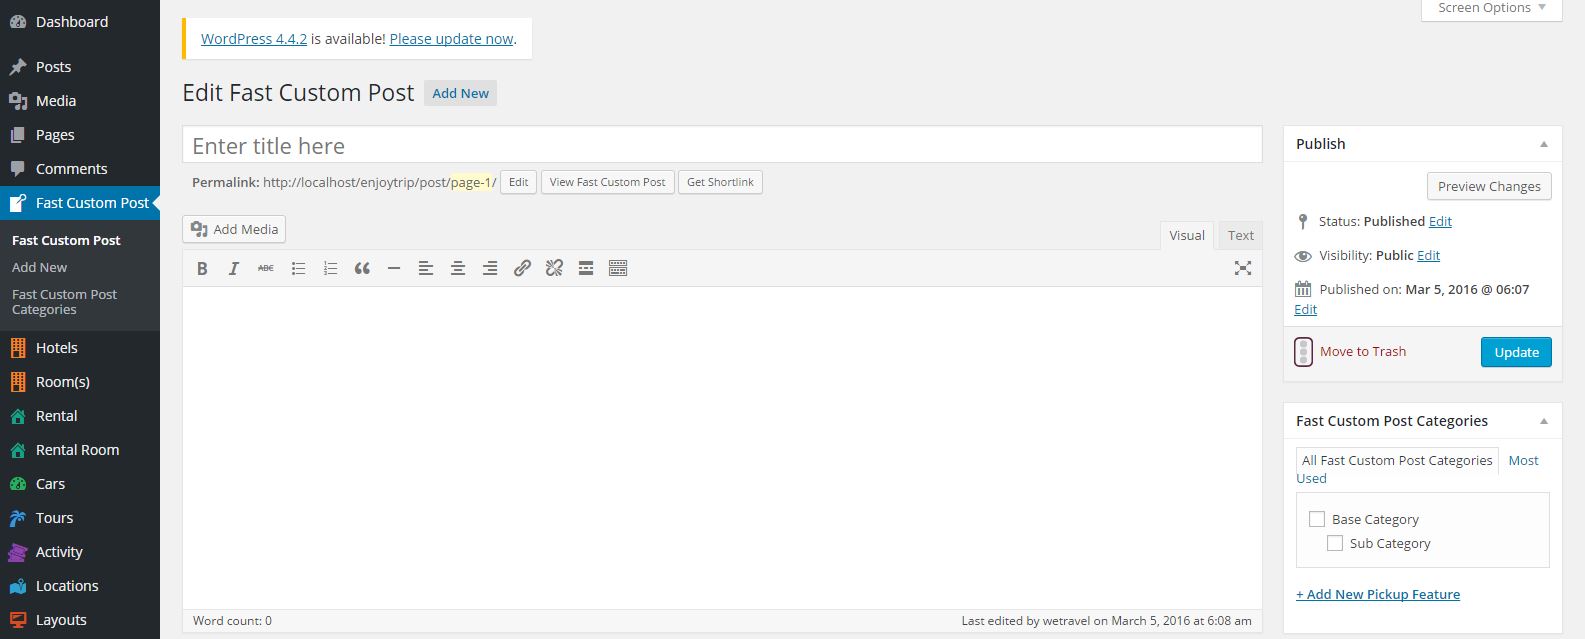 Dashboard
Posts
Media
Pages
Comments
Fast Custom Post
Fast Custom Post
Add New
Fast Custom Post
Categories
Hotels
Room(s)
Rental
Rental Room
Cars
Tours
Activity
Locations
Layouts
Screen Options
WordPress 4.4.2 is available! Please update now.
Edit Fast Custom Post Add New
Enter title here
Permalink: http://localhost/enjoytrip/post/page-1/ Edit View Fast Custom Post Get Shortlink
Add Media
Visual Text
B I ABC
Word count: 0 Last edited by wetravel on March 5, 2016 at 6:08 am
Publish
Preview Changes
Status: Published Edit
Visibility: Public Edit
Published on: Mar 5, 2016 @ 06:07
Edit
Move to Trash Update
Fast Custom Post Categories
All Fast Custom Post Categories Most
Used
Base Category
Sub Category
+ Add New Pickup Feature